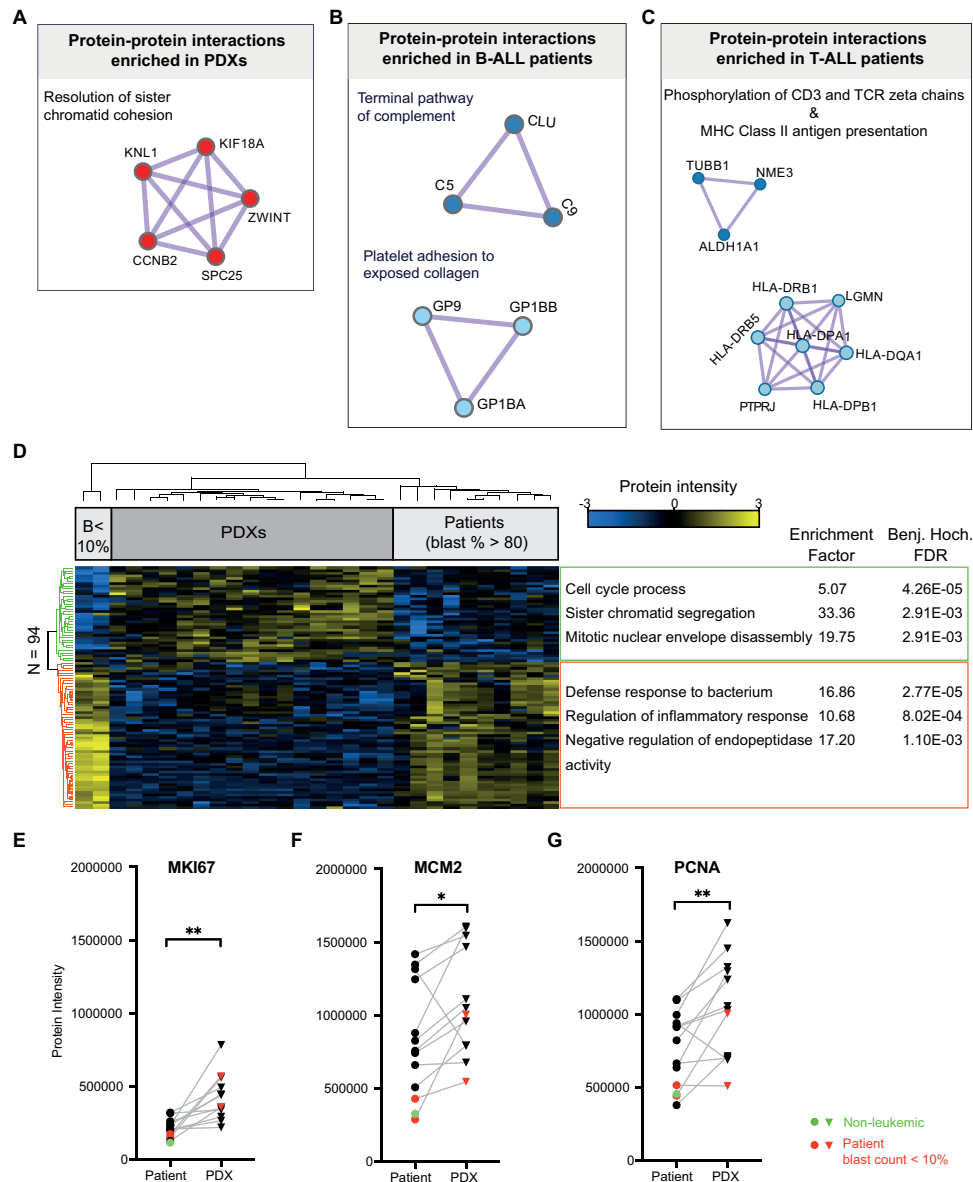 A
Protein-protein interactions
enriched in PDXs
Resolution of sister
chromatid cohesion
KIF18A
KNL1
ZWINT
CCNB2
SPC25
B
Protein-protein interactions
enriched in B-ALL patients
Terminal pathway
of complement
CLU
C5
C9
Platelet adhesion to
exposed collagen
GP9
GP1BB
GP1BA
C
Protein-protein interactions
enriched in T-ALL patients
Phosphorylation of CD3 and TCR zeta chains
&
MHC Class II antigen presentation
TUBB1
NME3
ALDH1A1
HLA-DRB1
LGMN
HLA-DRB5
HLA-DPA1
HLA-DQA1
PTPRJ
HLA-DPB1
D
B<
10%
PDXs
Patients
(blast % > 80)
Protein intensity
-3 0 3
N = 94
Enrichment Benj. Hoch.
Factor FDR
Cell cycle process 5.07 4.26E-05
Sister chromatid segregation 33.36 2.91E-03
Mitotic nuclear envelope disassembly 19.75 2.91E-03
Defense response to bacterium 16.86 2.77E-05
Regulation of inflammatory response 10.68 8.02E-04
Negative regulation of endopeptidase 17.20 1.10E-03
activity
E
MKI67
Protein Intensity
2000000
1500000
1000000
500000
0
**
Patient PDX
F
MCM2
2000000
1500000
1000000
500000
0
*
Patient PDX
G
PCNA
2000000
1500000
1000000
500000
0
**
Patient PDX
Non-leukemic
Patient
blast count < 10%